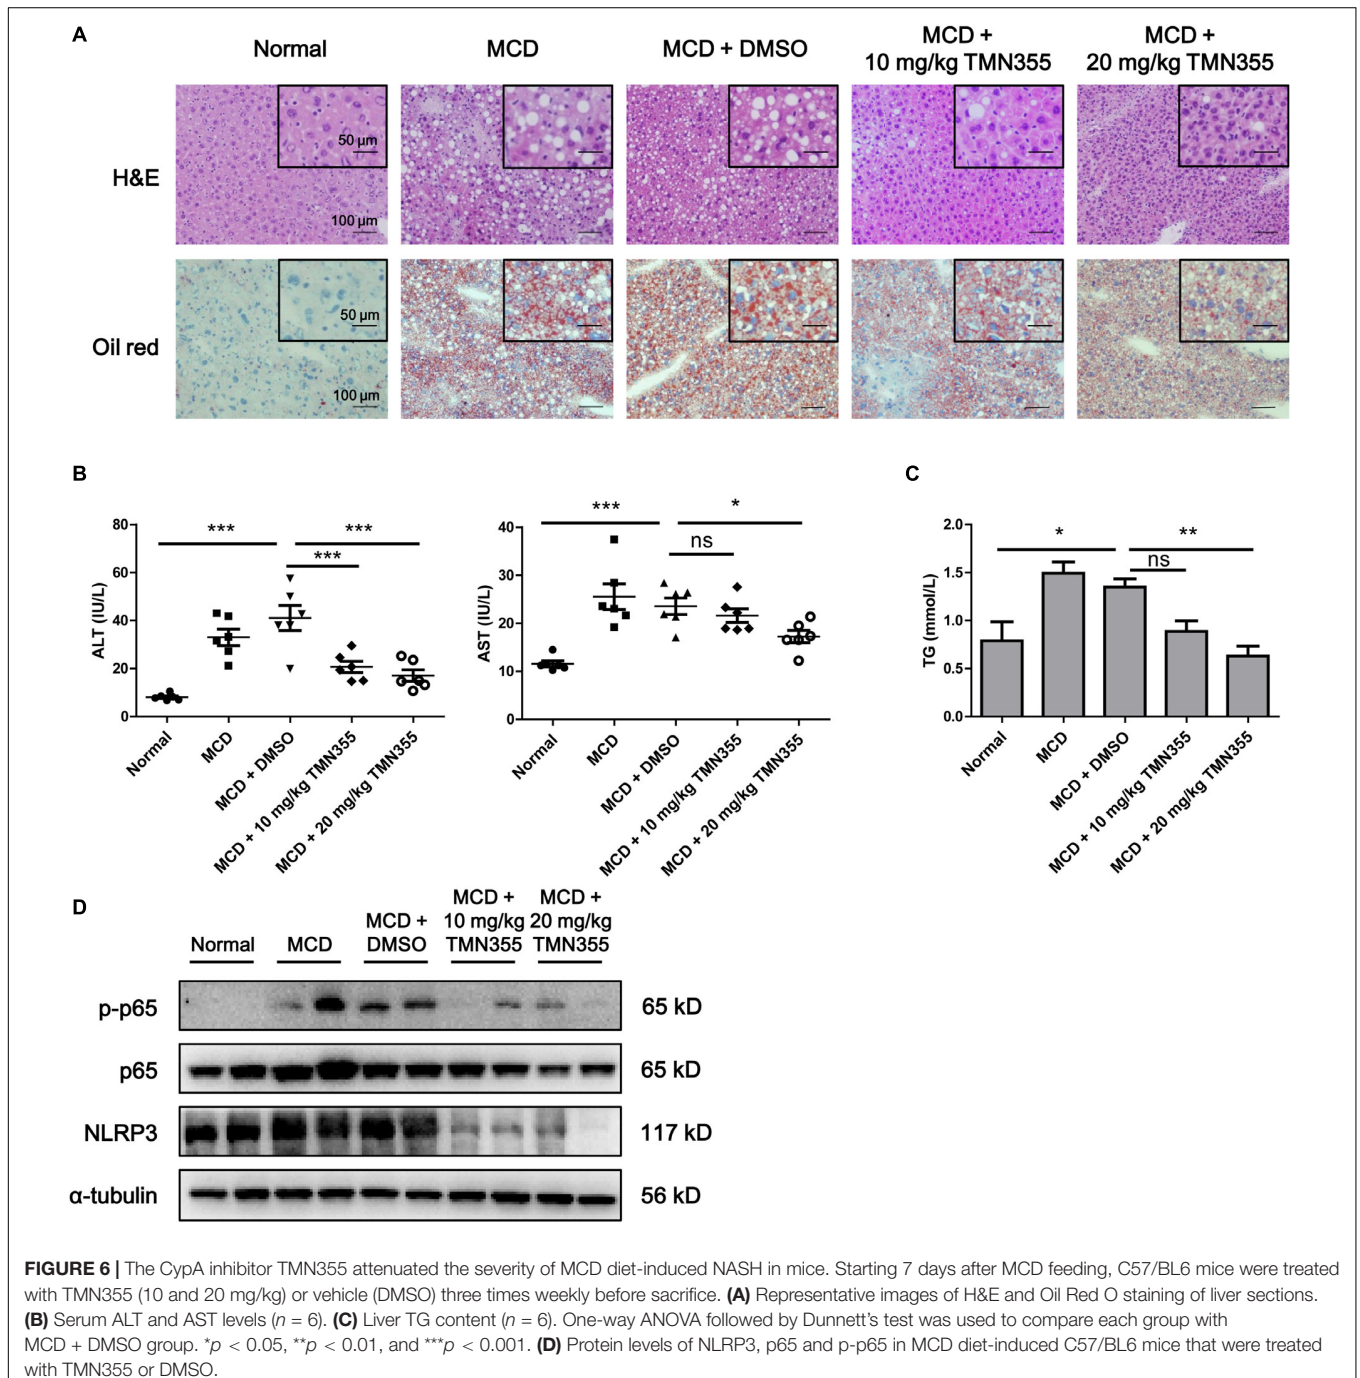 A
Normal
MCD
MCD + DMSO
MCD +
10 mg/kg TMN355
MCD +
20 mg/kg TMN355
H&E
50 µm
100 µm
Oil red
50 µm
100 µm
B
ALT (IU/L)
80
60
40
20
0
***
***
***
Normal
MCD
MCD + DMSO
MCD + 10 mg/kg TMN355
MCD + 20 mg/kg TMN355
AST (IU/L)
40
30
20
10
0
***
*
ns
Normal
MCD
MCD + DMSO
MCD + 10 mg/kg TMN355
MCD + 20 mg/kg TMN355
C
TG (mmol/L)
2.0
1.5
1.0
0.5
0.0
*
**
ns
Normal
MCD
MCD + DMSO
MCD + 10 mg/kg TMN355
MCD + 20 mg/kg TMN355
D
Normal
MCD
MCD +
DMSO
MCD +
10 mg/kg
TMN355
MCD +
20 mg/kg
TMN355
p-p65
65 kD
p65
65 kD
NLRP3
117 kD
α-tubulin
56 kD
FIGURE 6 | The CypA inhibitor TMN355 attenuated the severity of MCD diet-induced NASH in mice. Starting 7 days after MCD feeding, C57/BL6 mice were treated
with TMN355 (10 and 20 mg/kg) or vehicle (DMSO) three times weekly before sacrifice. (A) Representative images of H&E and Oil Red O staining of liver sections.
(B) Serum ALT and AST levels (n = 6). (C) Liver TG content (n = 6). One-way ANOVA followed by Dunnett's test was used to compare each group with
MCD + DMSO group. *p < 0.05, **p < 0.01, and ***p < 0.001. (D) Protein levels of NLRP3, p65 and p-p65 in MCD diet-induced C57/BL6 mice that were treated
with TMN355 or DMSO.